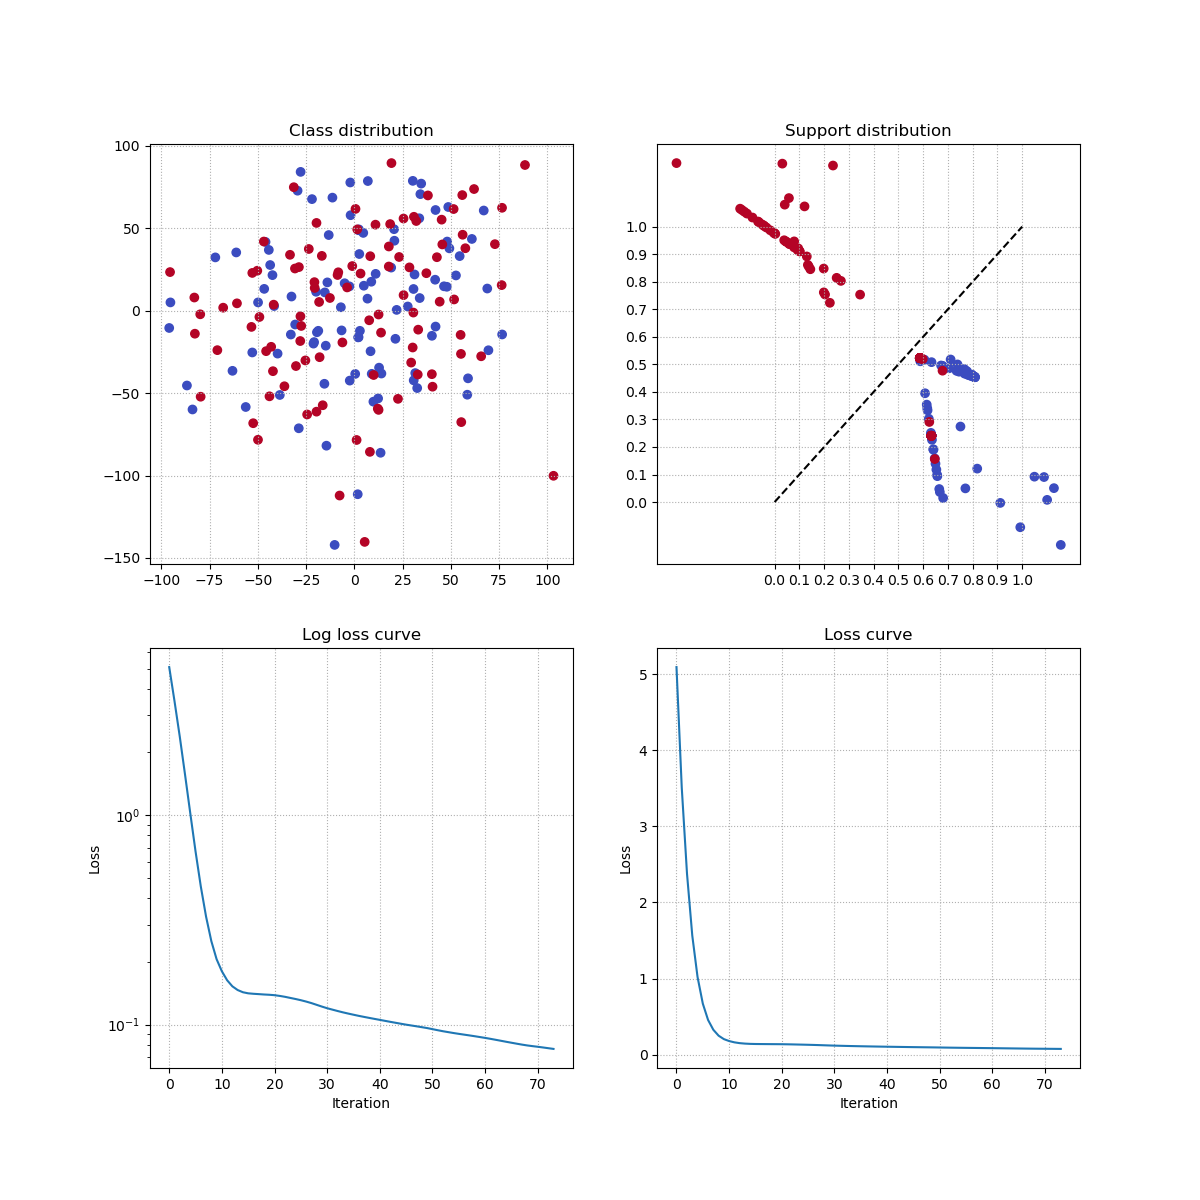 Class distribution
100
50
0
−50
−100
−150
−100 −75 −50 −25 0 25 50 75 100
Support distribution
1.0
0.9
0.8
0.7
0.6
0.5
0.4
0.3
0.2
0.1
0.0
0.0 0.1 0.2 0.3 0.4 0.5 0.6 0.7 0.8 0.9 1.0
Log loss curve
Loss
10⁰
10⁻¹
0 10 20 30 40 50 60 70
Iteration
Loss curve
Loss
5
4
3
2
1
0
0 10 20 30 40 50 60 70
Iteration